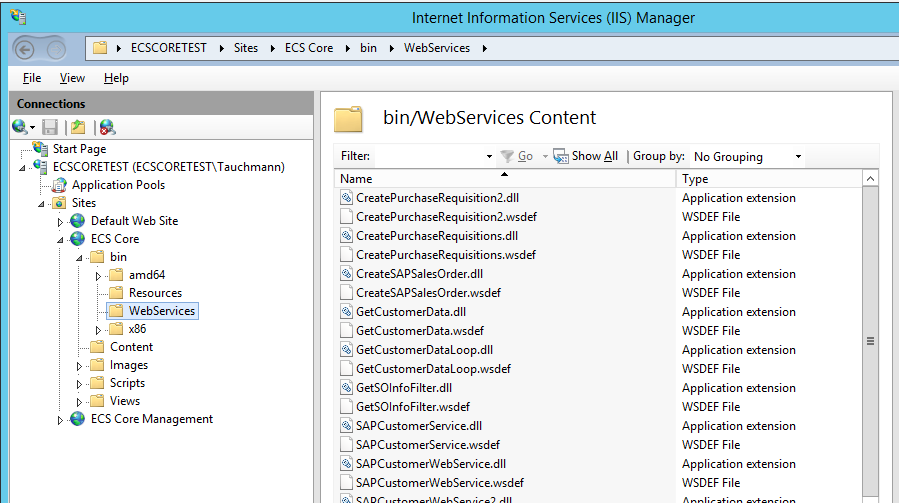 Internet Information Services (IIS) Manager
ECSCORETEST Sites ECS Core bin WebServices
File View Help
Connections
Start Page
ECSCORETEST (ECSCORETEST\Tauchmann)
Application Pools
Sites
Default Web Site
ECS Core
bin
amd64
Resources
WebServices
x86
Content
Images
Scripts
Views
ECS Core Management
bin/WebServices Content
Filter: Go Show All Group by: No Grouping
Name Type
CreatePurchaseRequisition2.dll Application extension
CreatePurchaseRequisition2.wsdef WSDEF File
CreatePurchaseRequisitions.dll Application extension
CreatePurchaseRequisitions.wsdef WSDEF File
CreateSAPSalesOrder.dll Application extension
CreateSAPSalesOrder.wsdef WSDEF File
GetCustomerData.dll Application extension
GetCustomerData.wsdef WSDEF File
GetCustomerDataLoop.dll Application extension
GetCustomerDataLoop.wsdef WSDEF File
GetSOInfoFilter.dll Application extension
GetSOInfoFilter.wsdef WSDEF File
SAPCustomerService.dll Application extension
SAPCustomerService.wsdef WSDEF File
SAPCustomerWebService.dll Application extension
SAPCustomerWebService.wsdef WSDEF File
SAPCustomerWebService2.dll Application extension